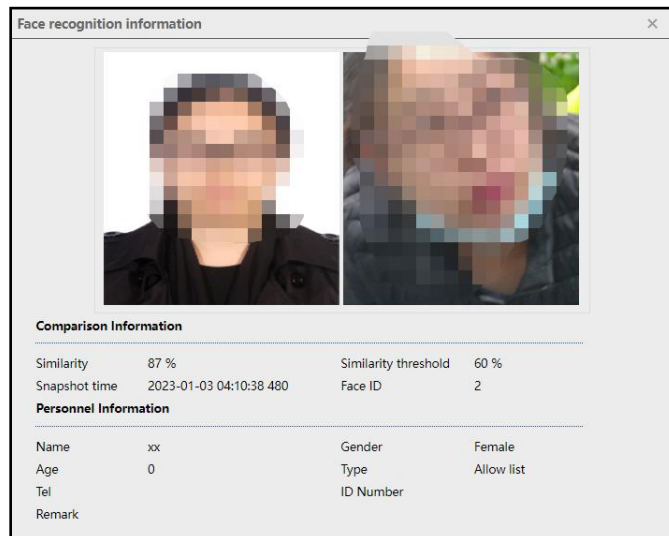 Face recognition information
Comparison Information
Similarity 87 % Similarity threshold 60 %
Snapshot time 2023-01-03 04:10:38 480 Face ID 2
Personnel Information
Name xx Gender Female
Age 0 Type Allow list
Tel ID Number
Remark